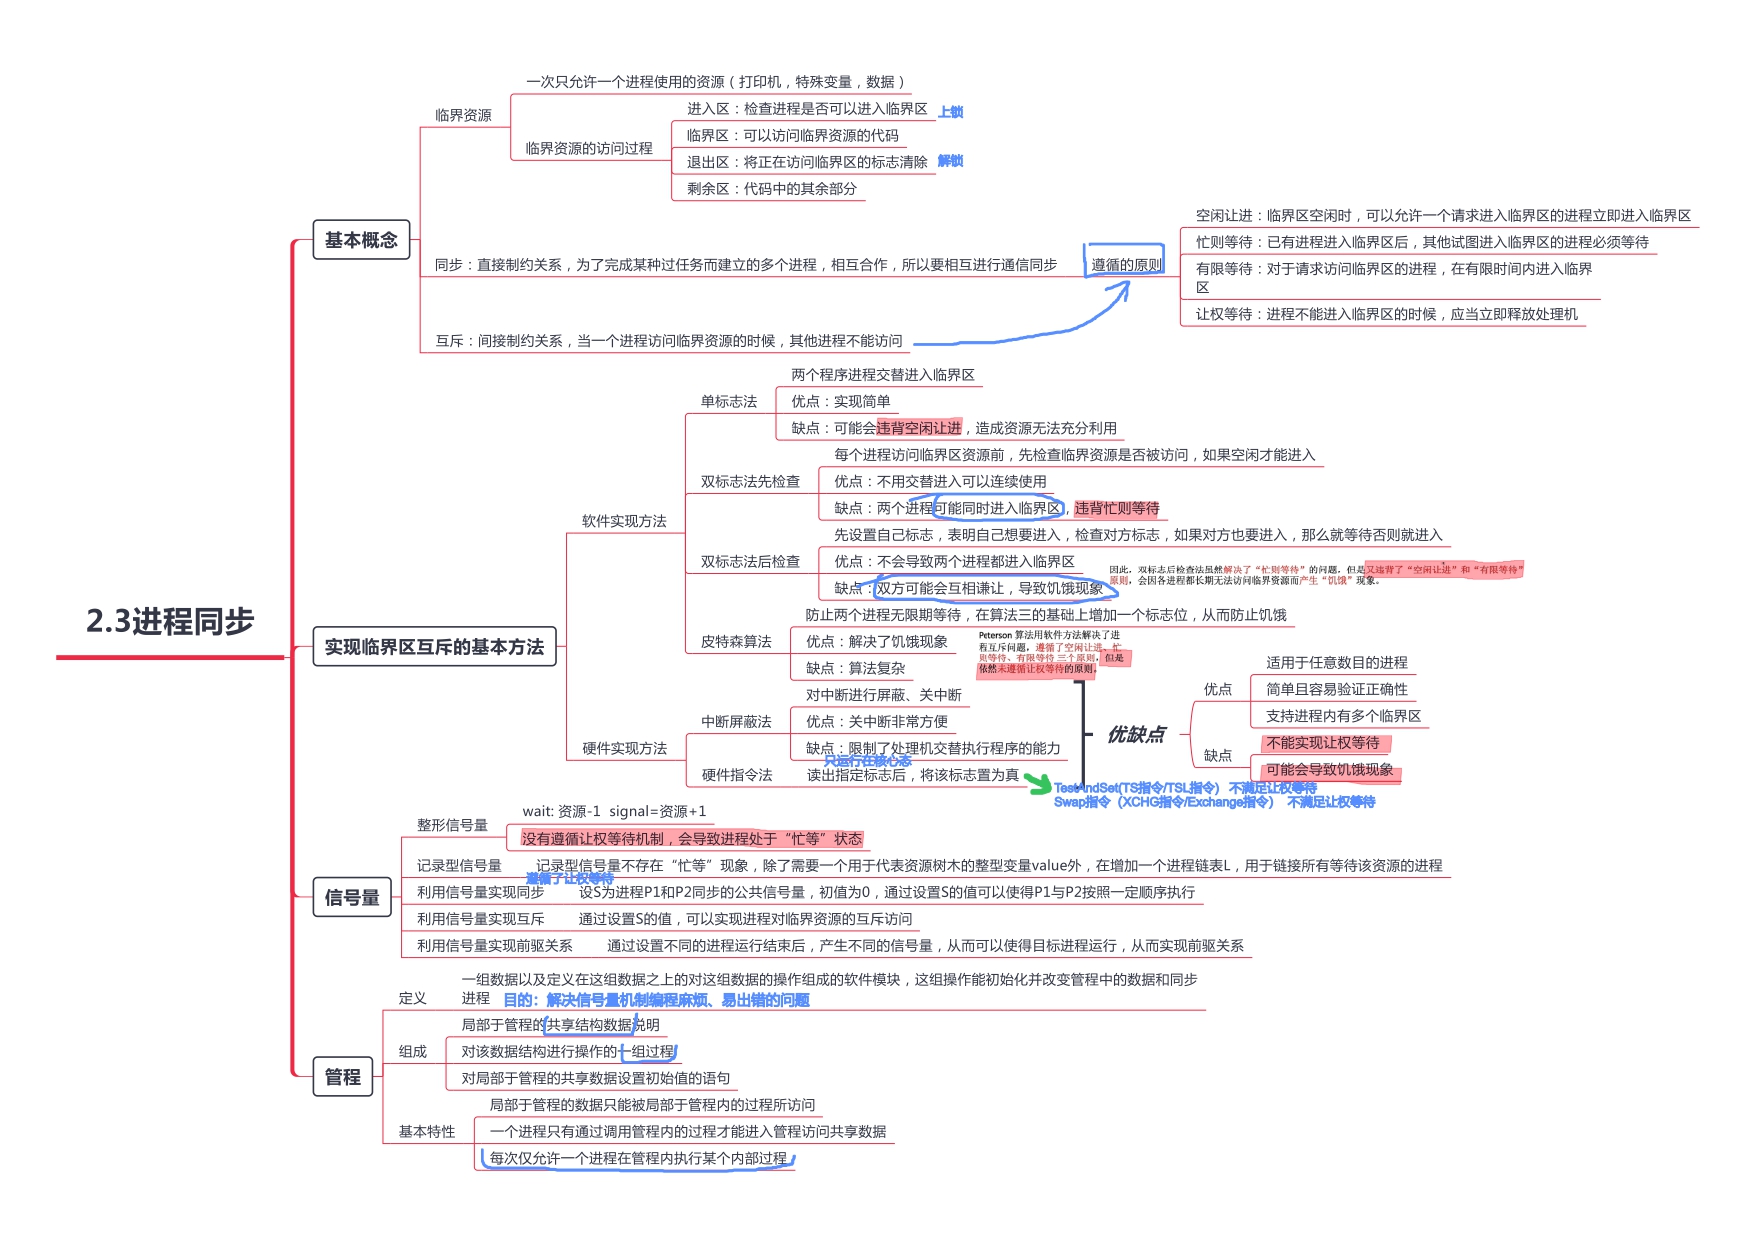 2.3进程同步
基本概念
临界资源
一次只允许一个进程使用的资源（打印机，特殊变量，数据）
临界资源的访问过程
进入区：检查进程是否可以进入临界区
上锁
临界区：可以访问临界资源的代码
退出区：将正在访问临界区的标志清除
解锁
剩余区：代码中的其余部分
同步：直接制约关系，为了完成某种过任务而建立的多个进程，相互合作，所以要相互进行通信同步
遵循的原则
空闲让进：临界区空闲时，可以允许一个请求进入临界区的进程立即进入临界区
忙则等待：已有进程进入临界区后，其他试图进入临界区的进程必须等待
有限等待：对于请求访问临界区的进程，在有限时间内进入临界
区
让权等待：进程不能进入临界区的时候，应当立即释放处理机
互斥：间接制约关系，当一个进程访问临界资源的时候，其他进程不能访问
实现临界区互斥的基本方法
软件实现方法
单标志法
两个程序进程交替进入临界区
优点：实现简单
缺点：可能会违背空闲让进，造成资源无法充分利用
双标志法先检查
每个进程访问临界区资源前，先检查临界资源是否被访问，如果空闲才能进入
优点：不用交替进入可以连续使用
缺点：两个进程可能同时进入临界区，违背忙则等待
双标志法后检查
先设置自己标志，表明自己想要进入，检查对方标志，如果对方也要进入，那么就等待否则就进入
优点：不会导致两个进程都进入临界区
缺点：双方可能会互相谦让，导致饥饿现象
因此，双标志后检查法虽然解决了“忙则等待”的问题，但是又违背了“空闲让进”和“有限等待”
原则，会因各进程都长期无法访问临界资源而产生“饥饿”现象。
皮特森算法
防止两个进程无限期等待，在算法三的基础上增加一个标志位，从而防止饥饿
优点：解决了饥饿现象
缺点：算法复杂
Peterson 算法用软件方法解决了进
程互斥问题，遵循了空闲让进、忙
则等待、有限等待 三个原则，但是
依然未遵循让权等待的原则。
硬件实现方法
中断屏蔽法
对中断进行屏蔽、关中断
优点：关中断非常方便
缺点：限制了处理机交替执行程序的能力
只运行在核心态
硬件指令法
读出指定标志后，将该标志置为真
TestAndSet(TS指令/TSL指令) 不满足让权等待
Swap指令（XCHG指令/Exchange指令） 不满足让权等待
优缺点
优点
适用于任意数目的进程
简单且容易验证正确性
支持进程内有多个临界区
缺点
不能实现让权等待
可能会导致饥饿现象
信号量
整形信号量
wait: 资源-1 signal=资源+1
没有遵循让权等待机制，会导致进程处于“忙等”状态
记录型信号量
记录型信号量不存在“忙等”现象，除了需要一个用于代表资源树木的整型变量value外，在增加一个进程链表L，用于链接所有等待该资源的进程
遵循了让权等待
利用信号量实现同步
设S为进程P1和P2同步的公共信号量，初值为0，通过设置S的值可以使得P1与P2按照一定顺序执行
利用信号量实现互斥
通过设置S的值，可以实现进程对临界资源的互斥访问
利用信号量实现前驱关系
通过设置不同的进程运行结束后，产生不同的信号量，从而可以使得目标进程运行，从而实现前驱关系
管程
定义
一组数据以及定义在这组数据之上的对这组数据的操作组成的软件模块，这组操作能初始化并改变管程中的数据和同步
进程
目的：解决信号量机制编程麻烦、易出错的问题
组成
局部于管程的共享结构数据说明
对该数据结构进行操作的一组过程
对局部于管程的共享数据设置初始值的语句
基本特性
局部于管程的数据只能被局部于管程内的过程所访问
一个进程只有通过调用管程内的过程才能进入管程访问共享数据
每次仅允许一个进程在管程内执行某个内部过程